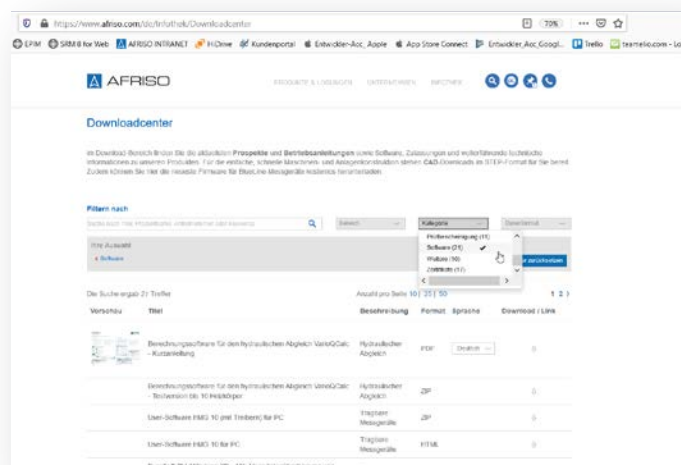 https://www.afriso.com/de/Infothek/Downloadcenter
70%
EPIM SRM8 for Web AFRISO INTRANET H:Drive Kundenportal Entwickler-Acc_Apple App Store Connect Entwickler_Acc_Googl... Trello teamelio.com - Lo
AFRISO
PRODUKTE & LÖSUNGEN UNTERNEHMEN INFOTHEK
Downloadcenter
Im Download-Bereich finden Sie die aktuellsten Prospekte und Betriebsanleitungen sowie Software, Zulassungen und weiterführende technische
Informationen zu unseren Produkten. Für die einfache, schnelle Maschinen- und Anlagenkonstruktion stehen CAD-Downloads im STEP-Format für Sie bereit.
Zudem können Sie hier die neueste Firmware für BlueLine Messgeräte kostenlos herunterladen.
Filtern nach
Bereich Kategorie Dateiformat
Ihre Auswahl
Software
Prüfbescheinigung (11)
Software (21)
Weitere (10)
Zertifikate (17)
zurücksetzen
Die Suche ergab 21 Treffer Anzahl pro Seite 10 | 25 | 50 1 2
Vorschau Titel Beschreibung Format Sprache Download / Link
Berechnungssoftware für den hydraulischen Abgleich VarioQCalc
- Kurzanleitung
Hydraulischer
Abgleich
PDF Deutsch
Berechnungssoftware für den hydraulischen Abgleich VarioQCalc
- Testversion bis 10 Heizkörper
Hydraulischer
Abgleich
ZIP
User-Software HMG 10 (mit Treibern) für PC
Tragbare
Messgeräte
ZIP
User-Software HMG 10 für PC
Tragbare
Messgeräte
HTML